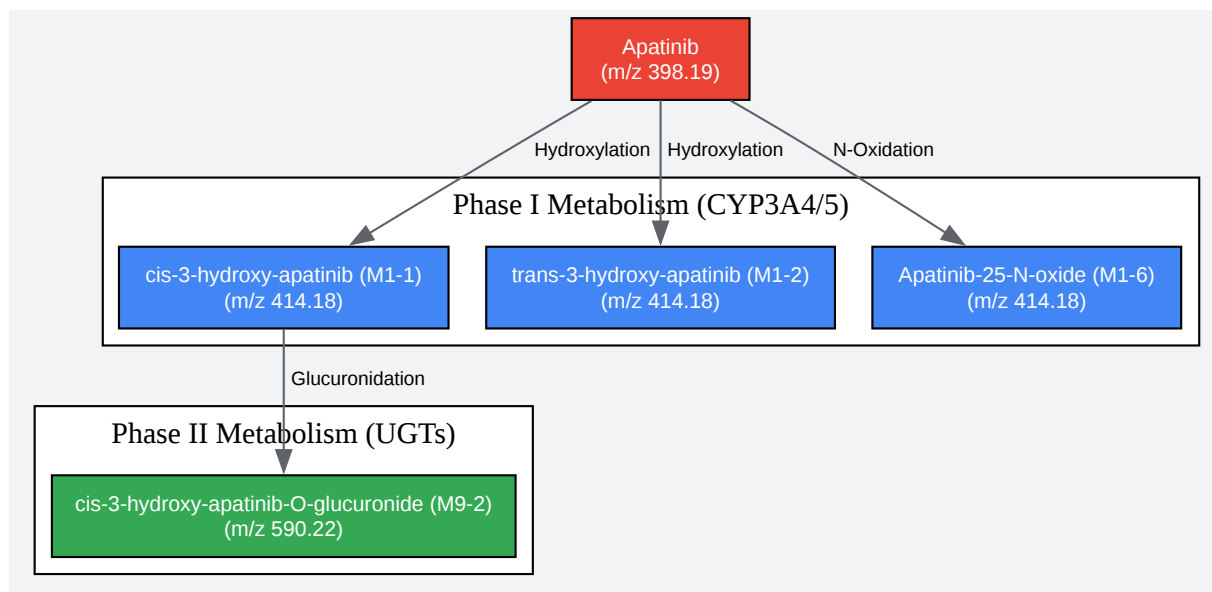 Apatinib
(m/z 398.19)
Hydroxylation
Hydroxylation
N-Oxidation
Phase I Metabolism (CYP3A4/5)
cis-3-hydroxy-apatinib (M1-1)
(m/z 414.18)
trans-3-hydroxy-apatinib (M1-2)
(m/z 414.18)
Apatinib-25-N-oxide (M1-6)
(m/z 414.18)
Glucuronidation
Phase II Metabolism (UGTs)
cis-3-hydroxy-apatinib-O-glucuronide (M9-2)
(m/z 590.22)